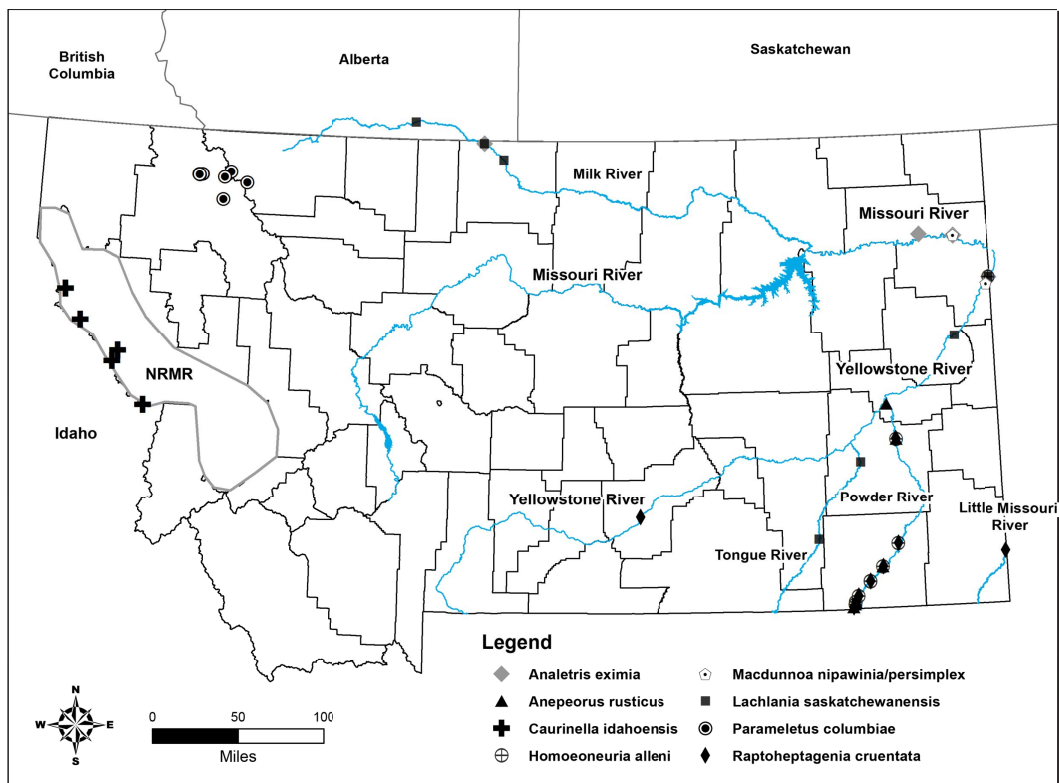 British
Columbia
Alberta
Saskatchewan
Milk River
Missouri River
Missouri River
NRMR
Yellowstone River
Idaho
Yellowstone River
Powder River
Little Missouri
River
Tongue River
Legend
Analetris eximia
Macdunnoa nipawinia/persimplex
Anepeorus rusticus
Lachlania saskatchewanensis
Caurinella idahoensis
Parameletus columbiae
Homoeoneuria alleni
Raptoheptagenia cruentata
N
W E
S
0 50 100
Miles